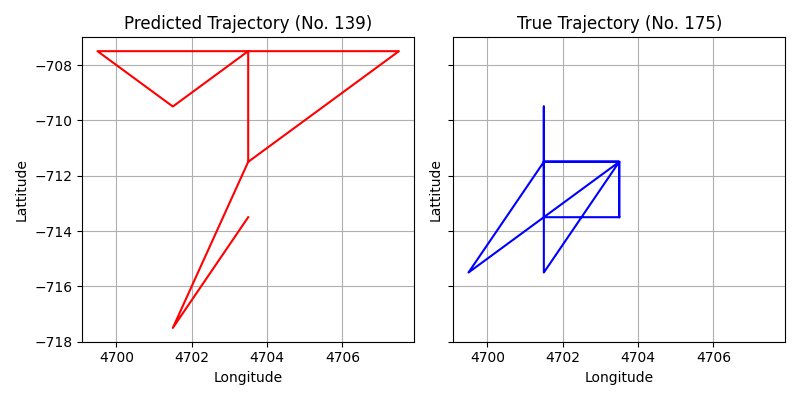 Predicted Trajectory (No. 139)
True Trajectory (No. 175)
Lattitude
−708
−710
−712
−714
−716
−718
4700
4702
4704
4706
Longitude
Lattitude
4700
4702
4704
4706
Longitude